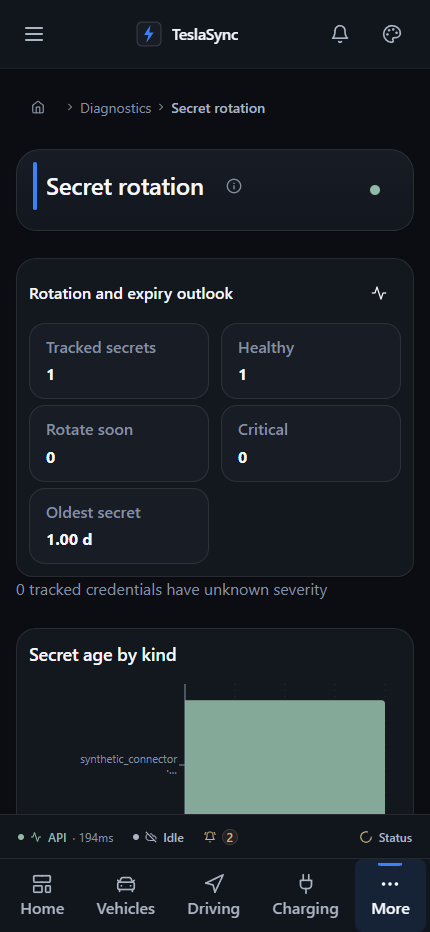 TeslaSync
Diagnostics
Secret rotation
Secret rotation
Rotation and expiry outlook
Tracked secrets
1
Healthy
1
Rotate soon
0
Critical
0
Oldest secret
1.00 d
0 tracked credentials have unknown severity
Secret age by kind
synthetic_connector
·…
API · 194ms
Idle
2
Status
Home
Vehicles
Driving
Charging
More